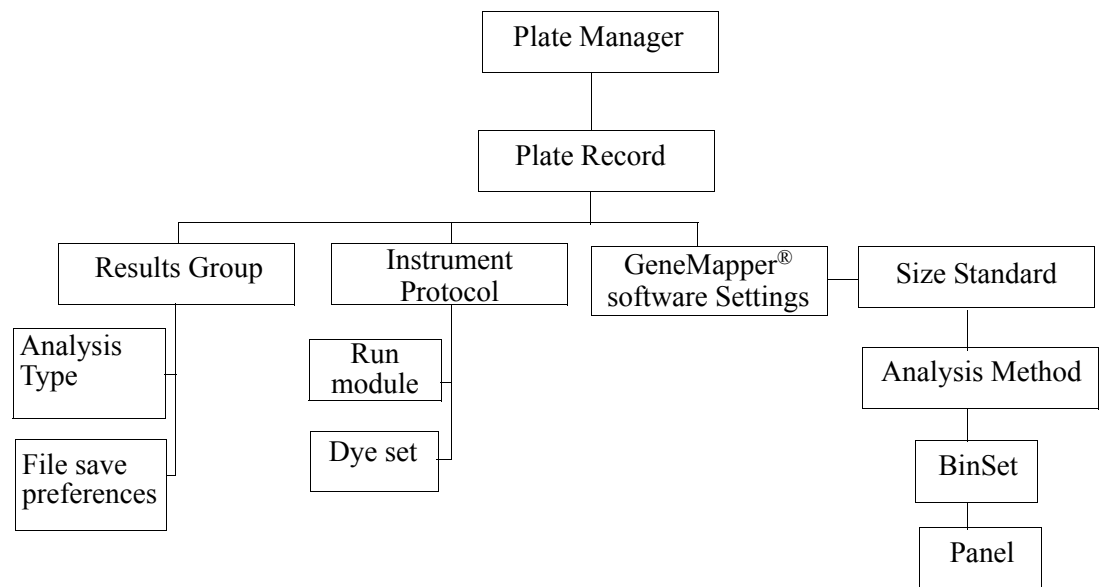 Plate Manager
Plate Record
Results Group
Instrument
Protocol
GeneMapper®
software Settings
Size Standard
Analysis
Type
Run
module
Analysis Method
File save
preferences
Dye set
BinSet
Panel